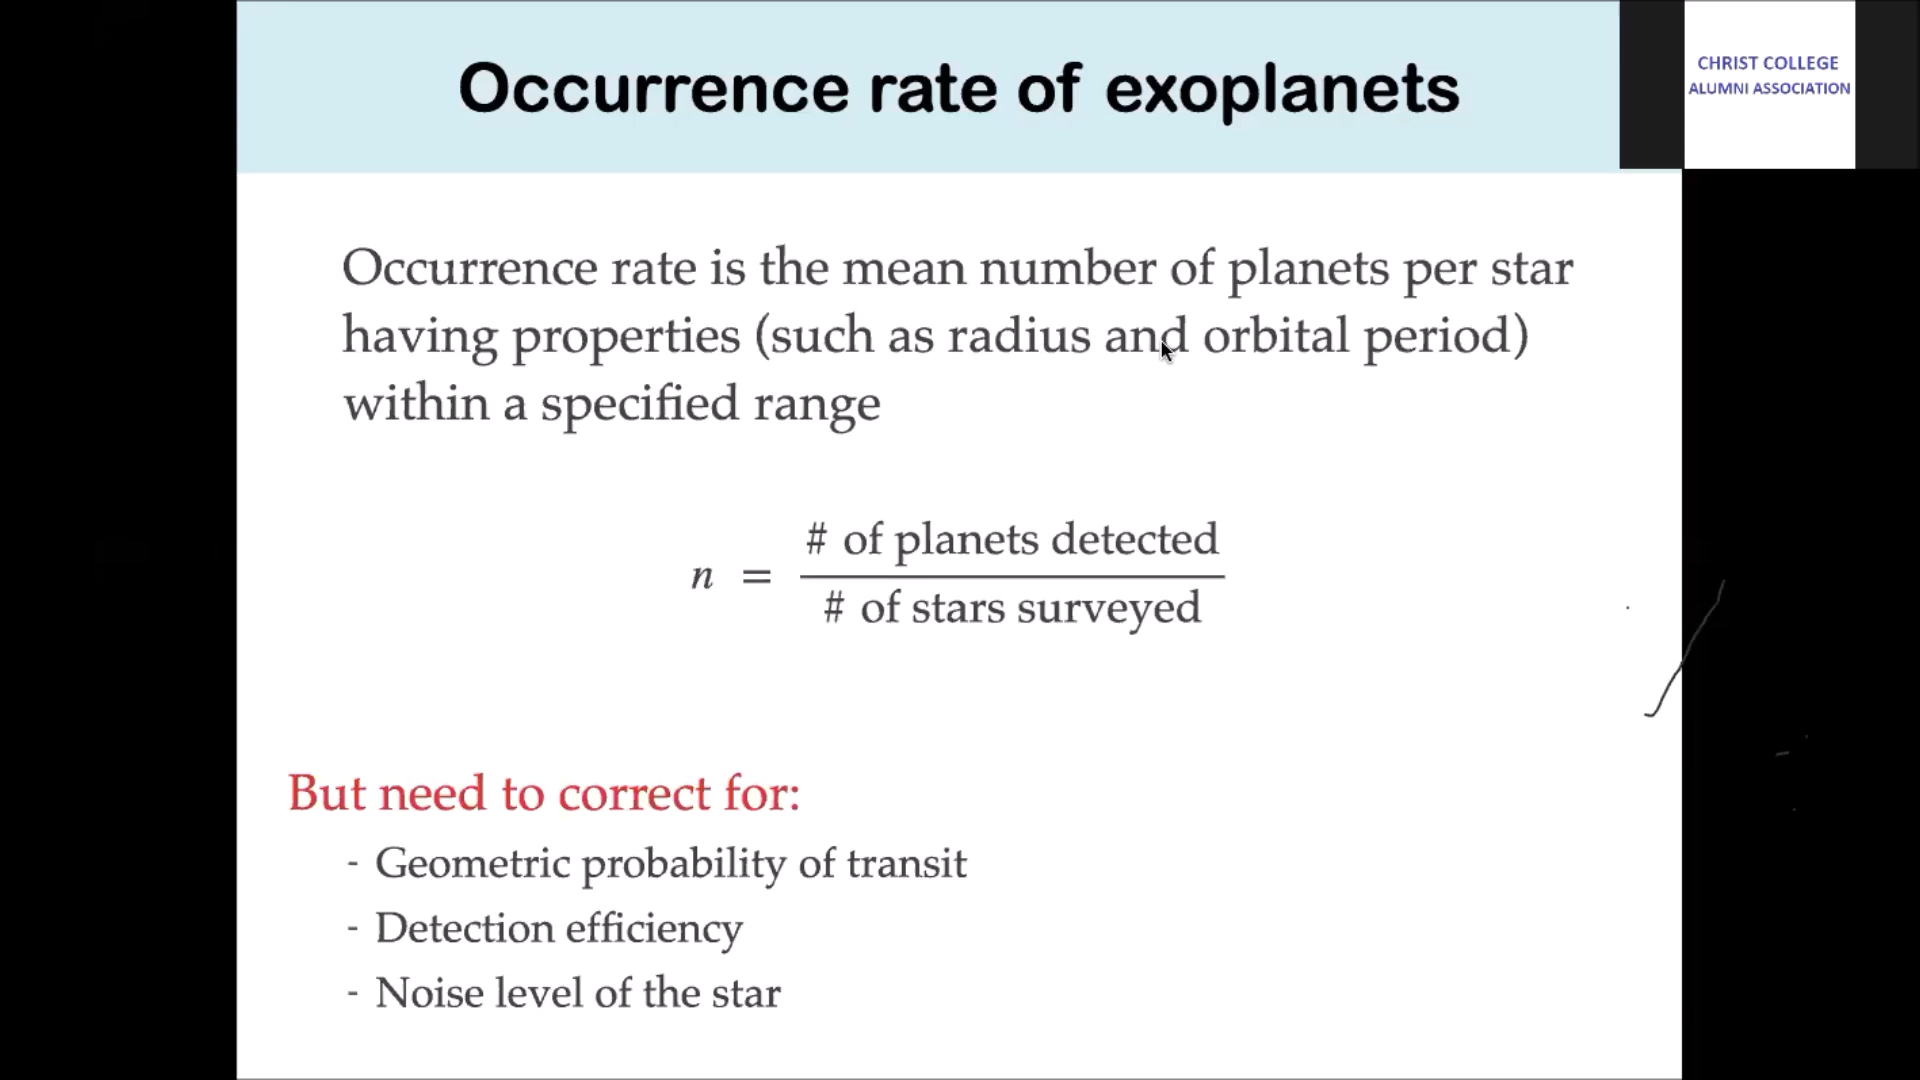 Occurrence rate of exoplanets
CHRIST COLLEGE
ALUMNI ASSOCIATION
Occurrence rate is the mean number of planets per star
having properties (such as radius and orbital period)
within a specified range
n = # of planets detected
# of stars surveyed
But need to correct for:
- Geometric probability of transit
- Detection efficiency
- Noise level of the star